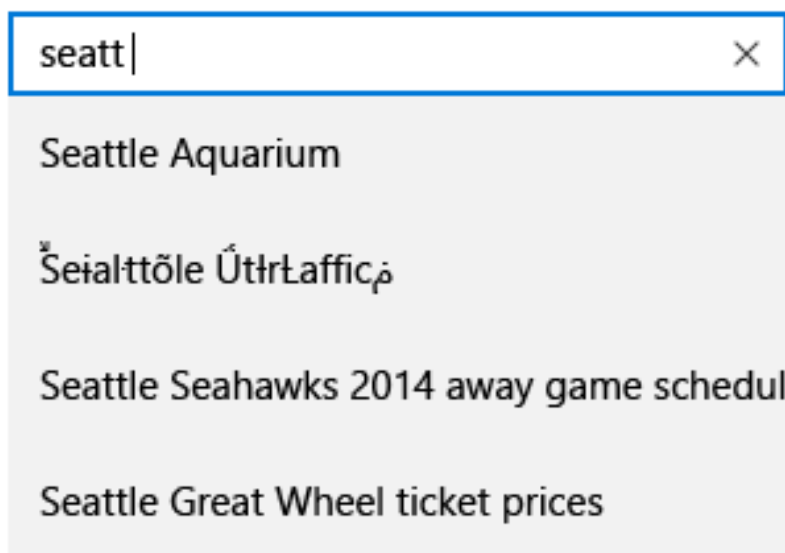 seatt
Seattle Aquarium
Seattle Seahawks 2014 away game schedul
Seattle Great Wheel ticket prices